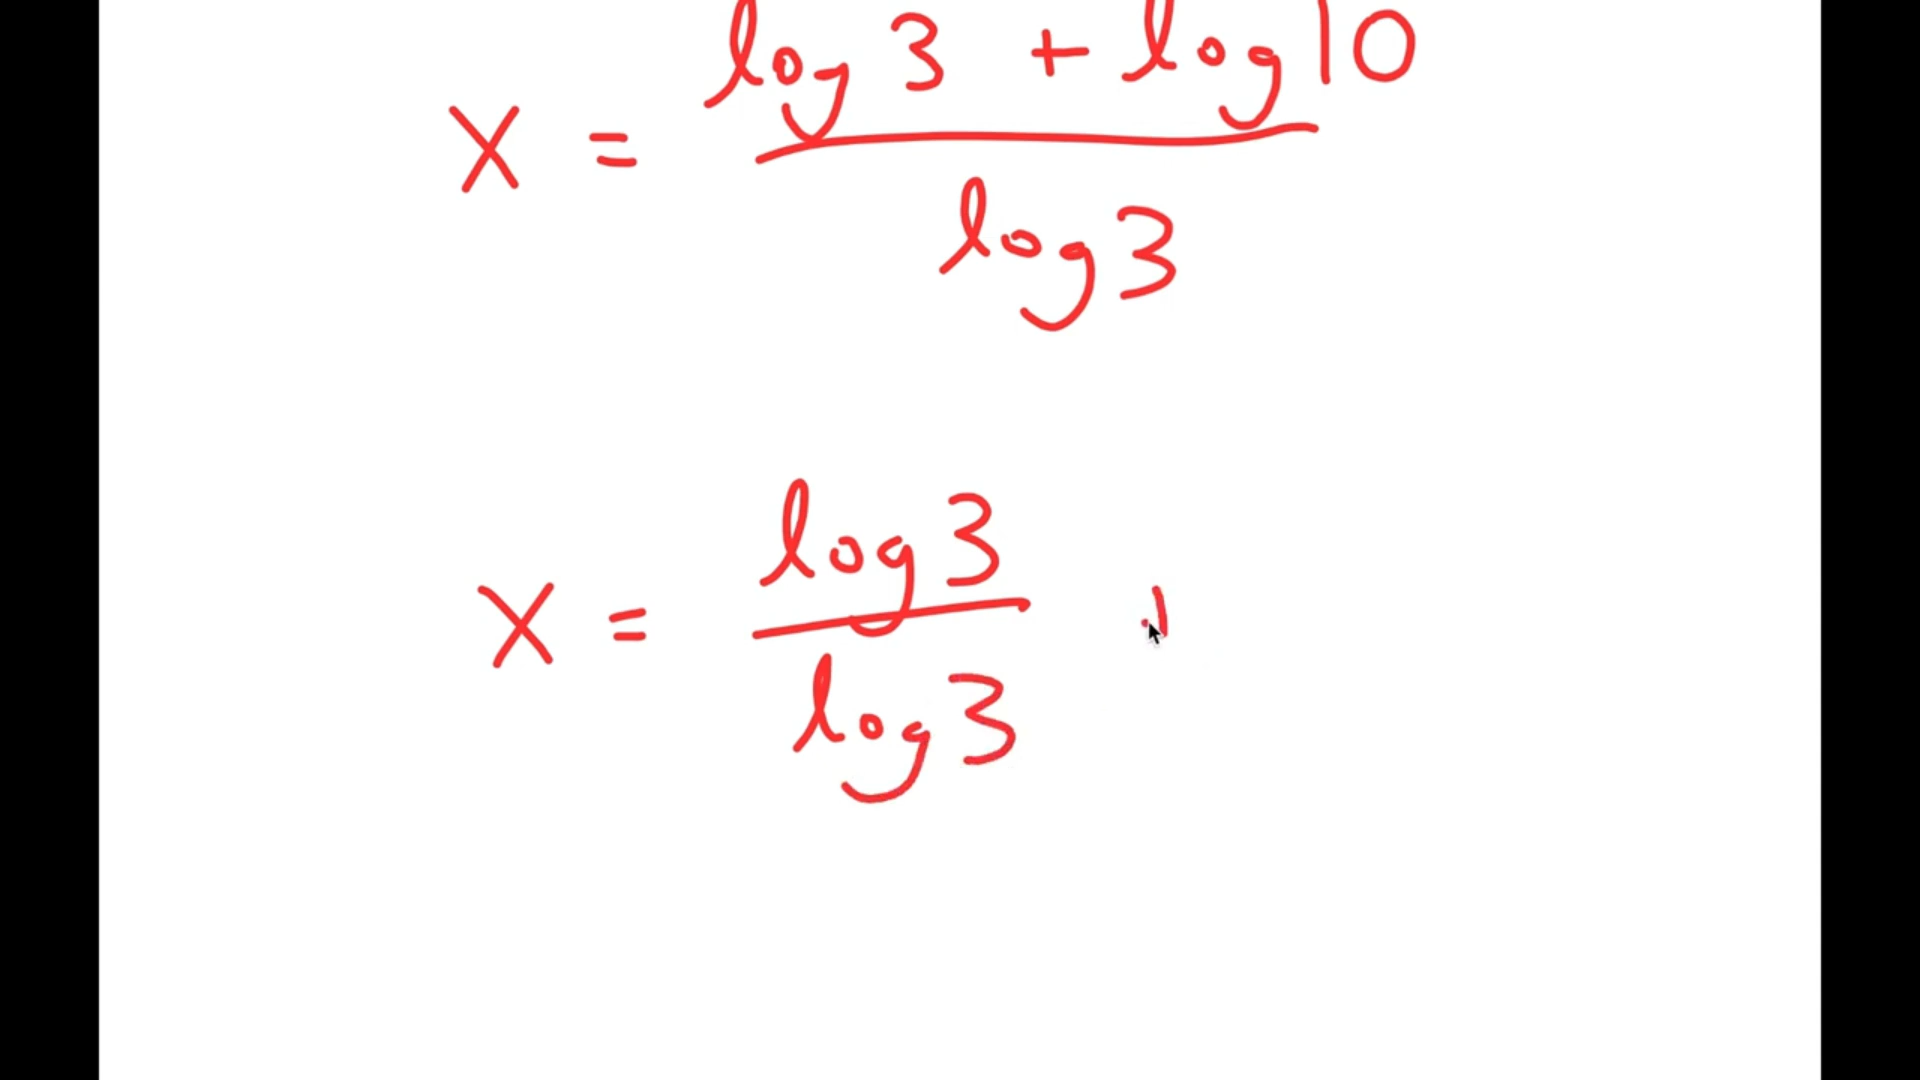 x = (log 3 + log 10) / log 3
x = log 3 / log 3